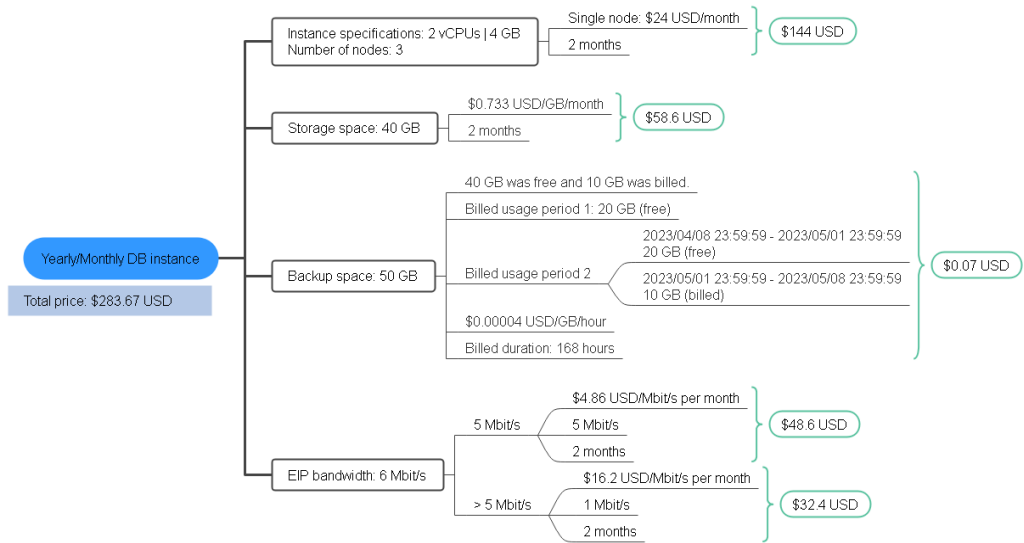 Yearly/Monthly DB instance
Total price: $283.67 USD
Instance specifications: 2 vCPUs | 4 GB
Number of nodes: 3
Single node: $24 USD/month
2 months
$144 USD
Storage space: 40 GB
$0.733 USD/GB/month
2 months
$58.6 USD
Backup space: 50 GB
40 GB was free and 10 GB was billed.
Billed usage period 1: 20 GB (free)
Billed usage period 2
2023/04/08 23:59:59 - 2023/05/01 23:59:59
20 GB (free)
2023/05/01 23:59:59 - 2023/05/08 23:59:59
10 GB (billed)
$0.00004 USD/GB/hour
Billed duration: 168 hours
$0.07 USD
EIP bandwidth: 6 Mbit/s
5 Mbit/s
$4.86 USD/Mbit/s per month
5 Mbit/s
2 months
$48.6 USD
> 5 Mbit/s
$16.2 USD/Mbit/s per month
1 Mbit/s
2 months
$32.4 USD